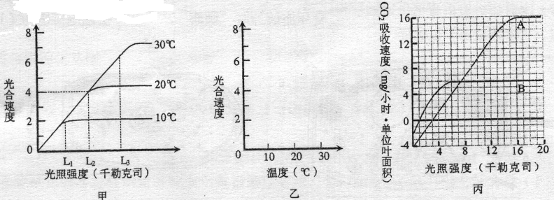 光合速度
8
6
4
2
0
30℃
20℃
10℃
L₁ L₂ L₃
光照强度（千勒克司）
甲
光合速度
8
6
4
2
0
10 20 30
温度（℃）
乙
CO₂吸收速度（mg/小时·单位叶面积）
16
12
8
4
0
-4
A
B
4 8 12 16 20
光照强度（千勒克司）
丙